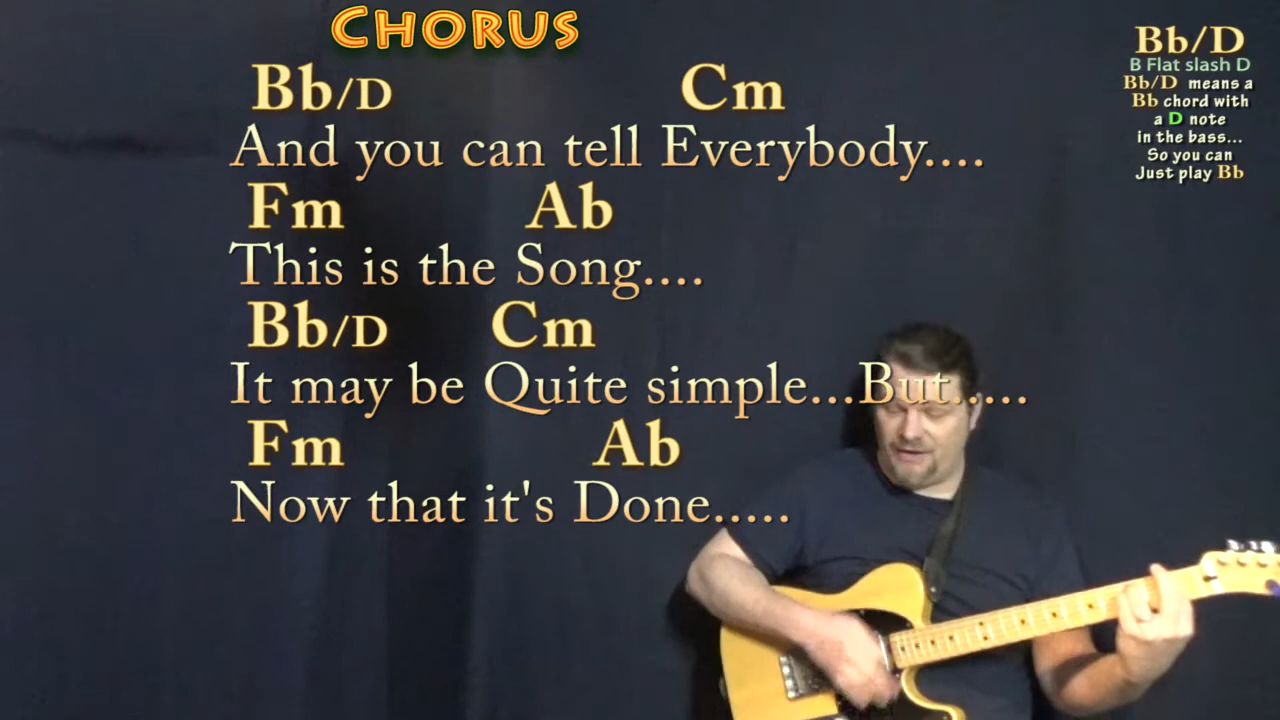 CHORUS
Bb/D Cm
And you can tell Everybody....
Fm Ab
This is the Song....
Bb/D Cm
It may be Quite simple...But.....
Fm Ab
Now that it's Done.....
Bb/D
B Flat slash D
Bb/D means a
Bb chord with
a D note
in the bass...
So you can
Just play Bb